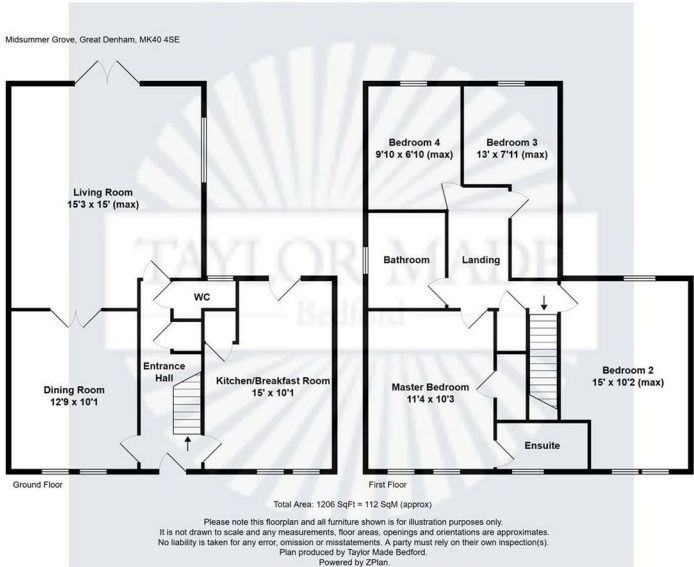 Midsummer Grove, Great Denham, MK40 4SE
Living Room
15'3 x 15' (max)
WC
Entrance
Hall
Dining Room
12'9 x 10'1
Kitchen/Breakfast Room
15' x 10'1
Ground Floor
Bedroom 4
9'10 x 6'10 (max)
Bedroom 3
13' x 7'11 (max)
Bathroom
Landing
Master Bedroom
11'4 x 10'3
Bedroom 2
15' x 10'2 (max)
Ensuite
First Floor
TAYLOR MADE
Bedford
Total Area: 1206 SqFt = 112 SqM (approx)
Please note this floorplan and all furniture shown is for illustration purposes only.
It is not drawn to scale and any measurements, floor areas, openings and orientations are approximates.
No liability is taken for any error, omission or misstatements. A party must rely on their own inspection(s).
Plan produced by Taylor Made Bedford.
Powered by ZPlan.